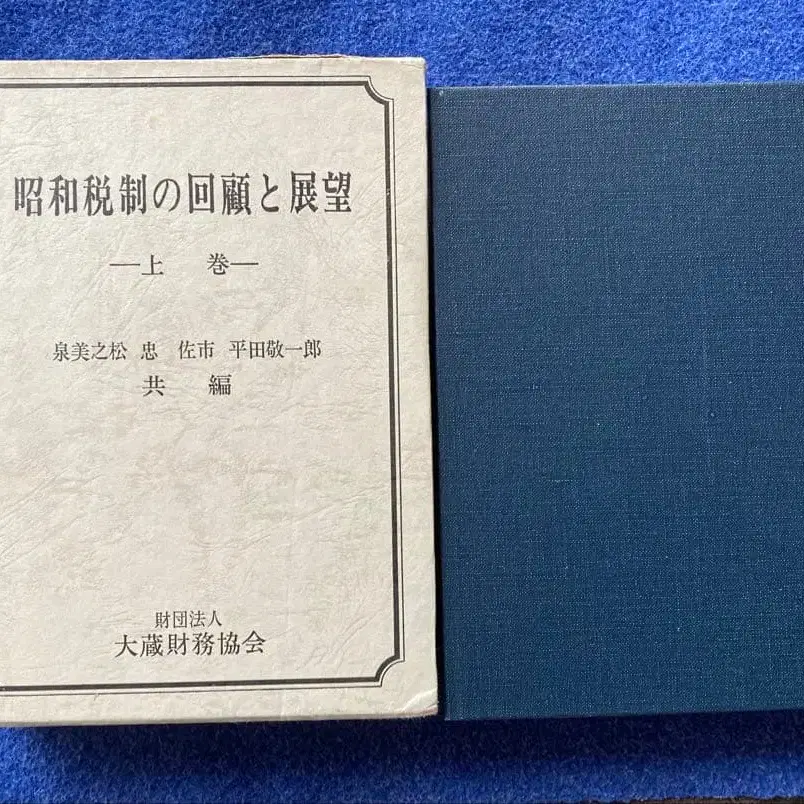 昭和税制の回顧と展望
―上 巻―
泉美之松 忠 佐市 平田敬一郎
共 編
財団法人
大蔵財務協会